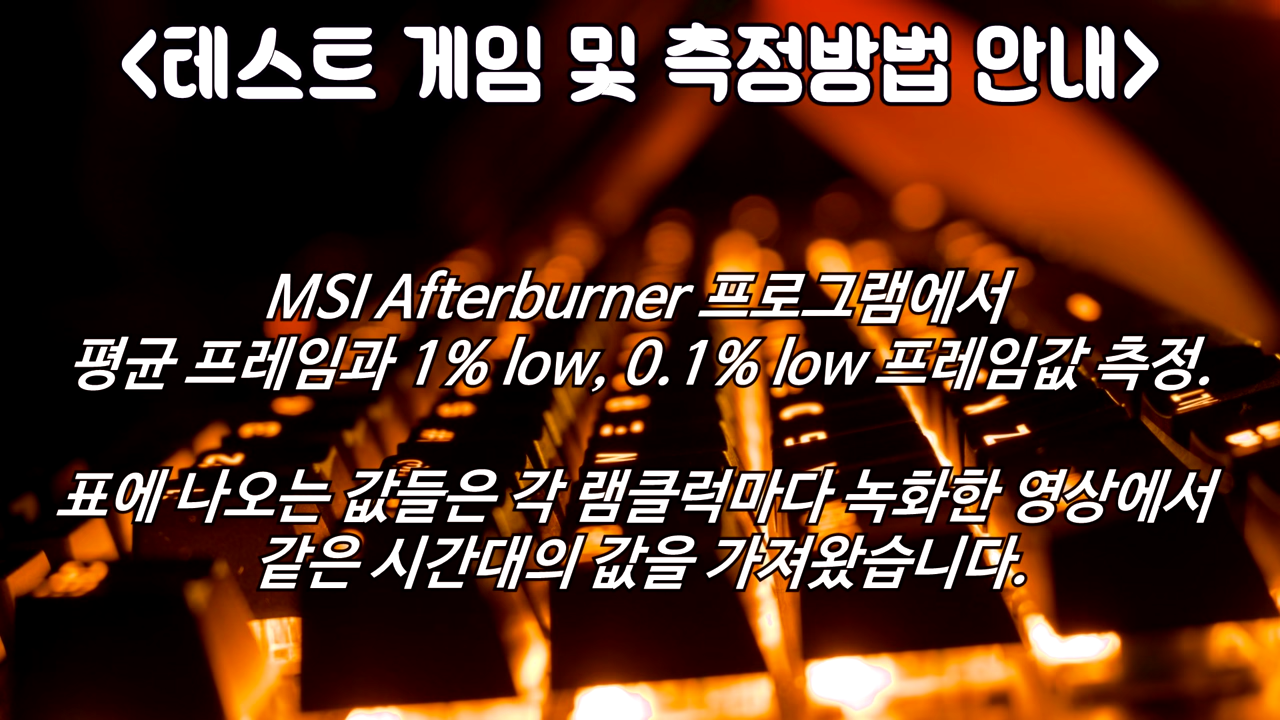 <테스트 게임 및 측정방법 안내>
MSI Afterburner 프로그램에서
평균 프레임과 1% low, 0.1% low 프레임값 측정.
표에 나오는 값들은 각 램클럭마다 녹화한 영상에서
같은 시간대의 값을 가져왔습니다.